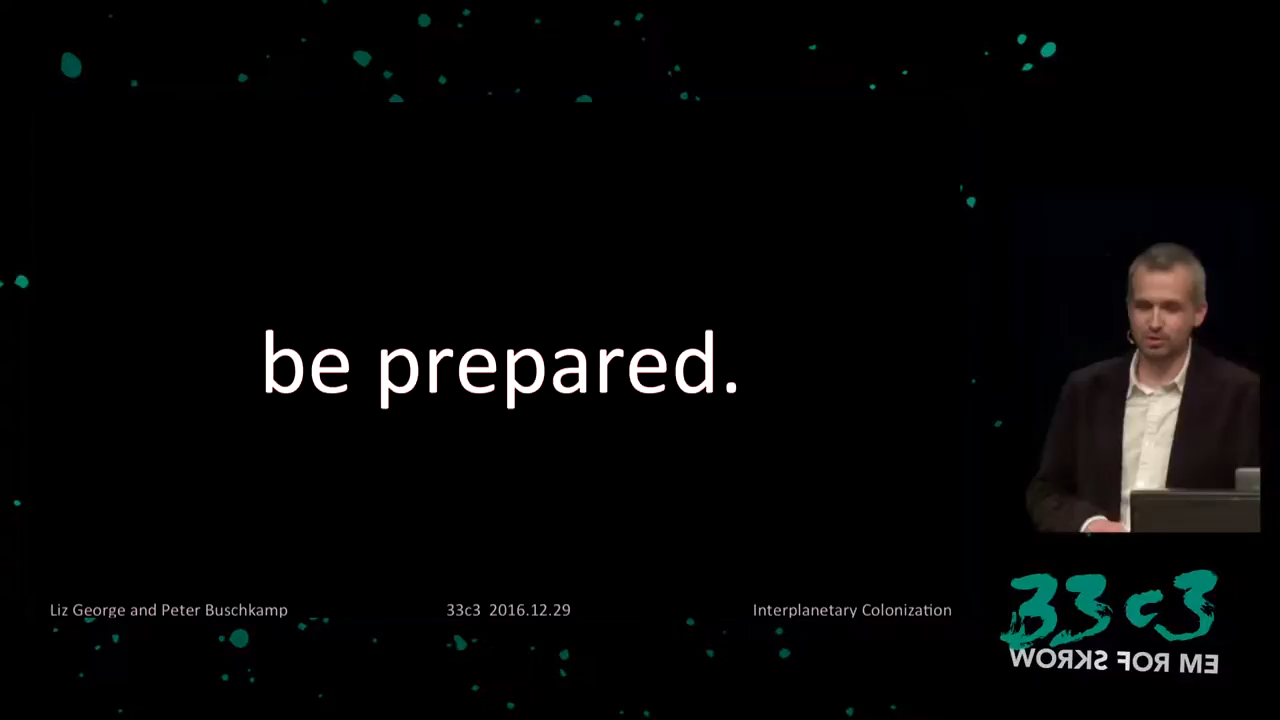 be prepared.
Liz George and Peter Buschkamp
33c3 2016.12.29
Interplanetary Colonization
33c3
WORKS FOR ME